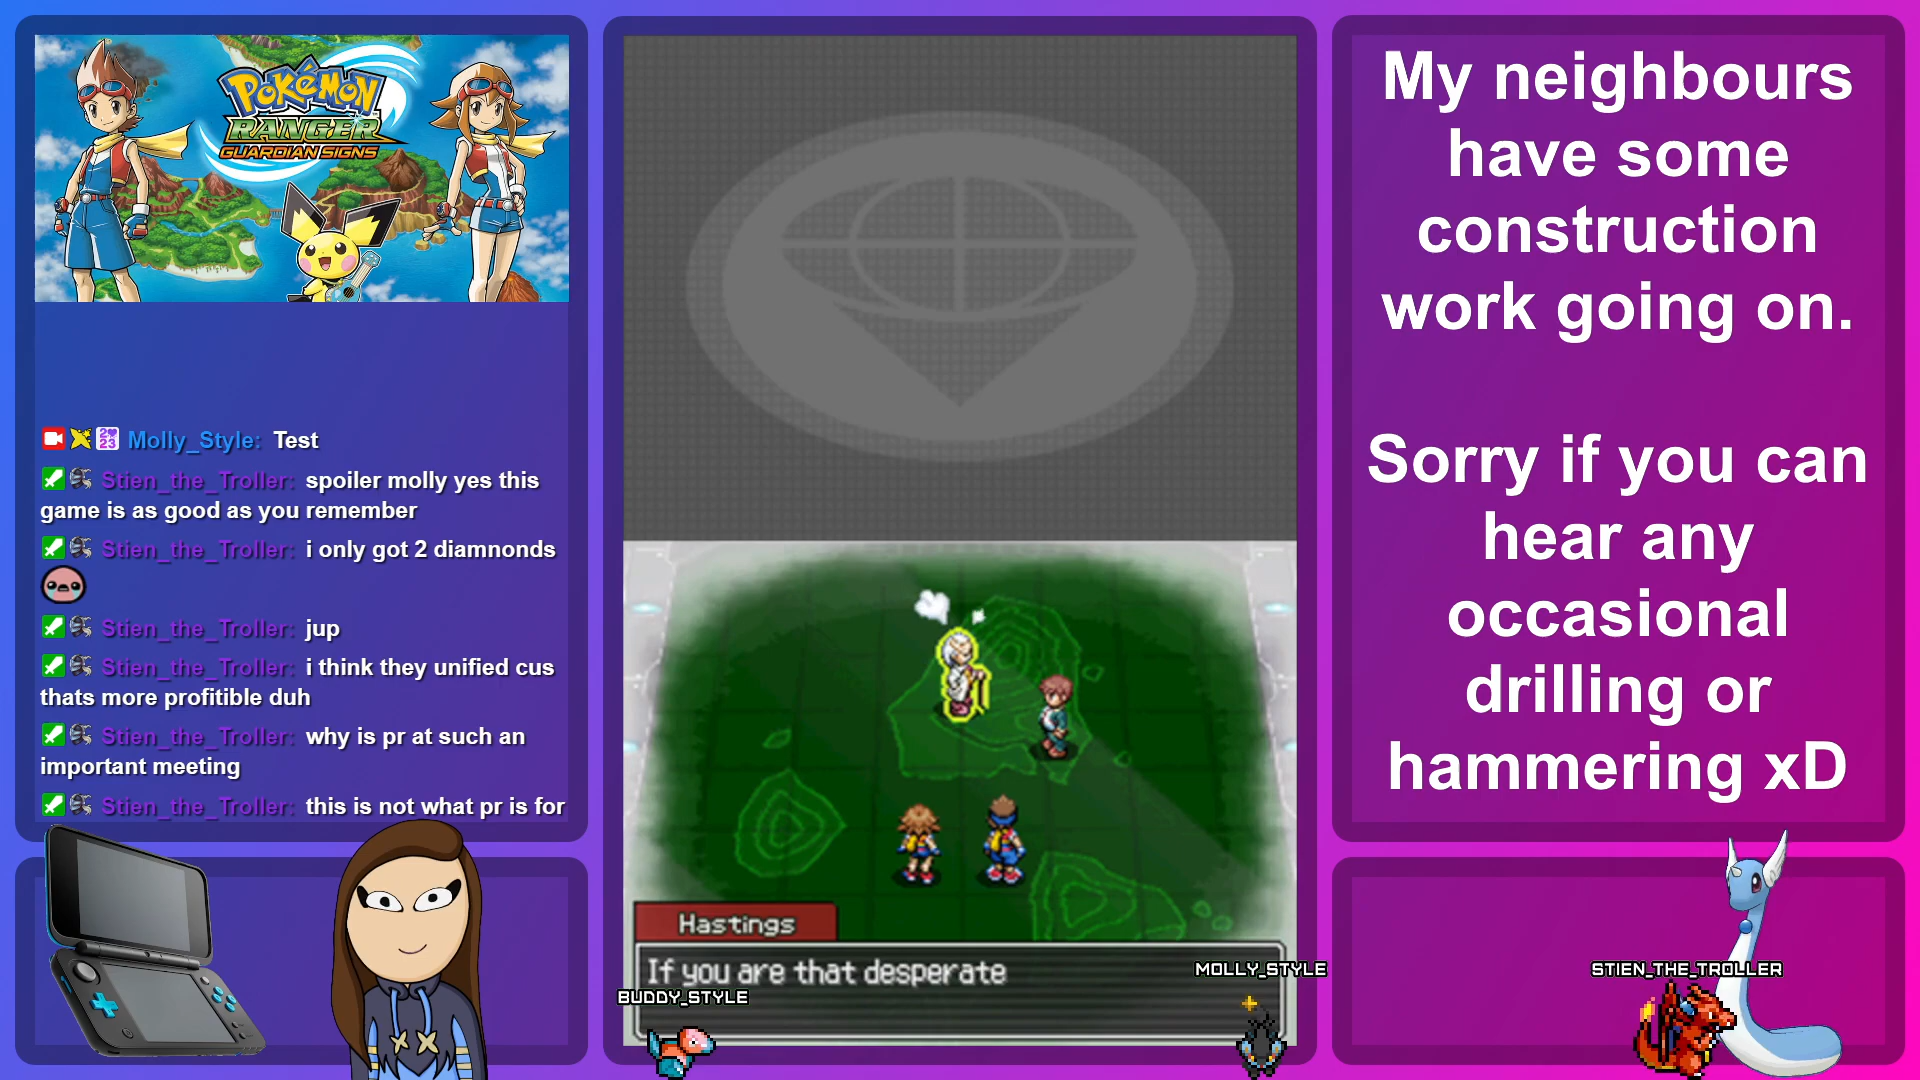 POKéMON
RANGER
GUARDIAN SIGNS
2023 Molly_Style: Test
Stien_the_Troller: spoiler molly yes this
game is as good as you remember
Stien_the_Troller: i only got 2 diamnonds
Stien_the_Troller: jup
Stien_the_Troller: i think they unified cus
thats more profitible duh
Stien_the_Troller: why is pr at such an
important meeting
Stien_the_Troller: this is not what pr is for
Hastings
If you are that desperate
BUDDY_STYLE
MOLLY_STYLE
My neighbours
have some
construction
work going on.
Sorry if you can
hear any
occasional
drilling or
hammering xD
STIEN_THE_TROLLER